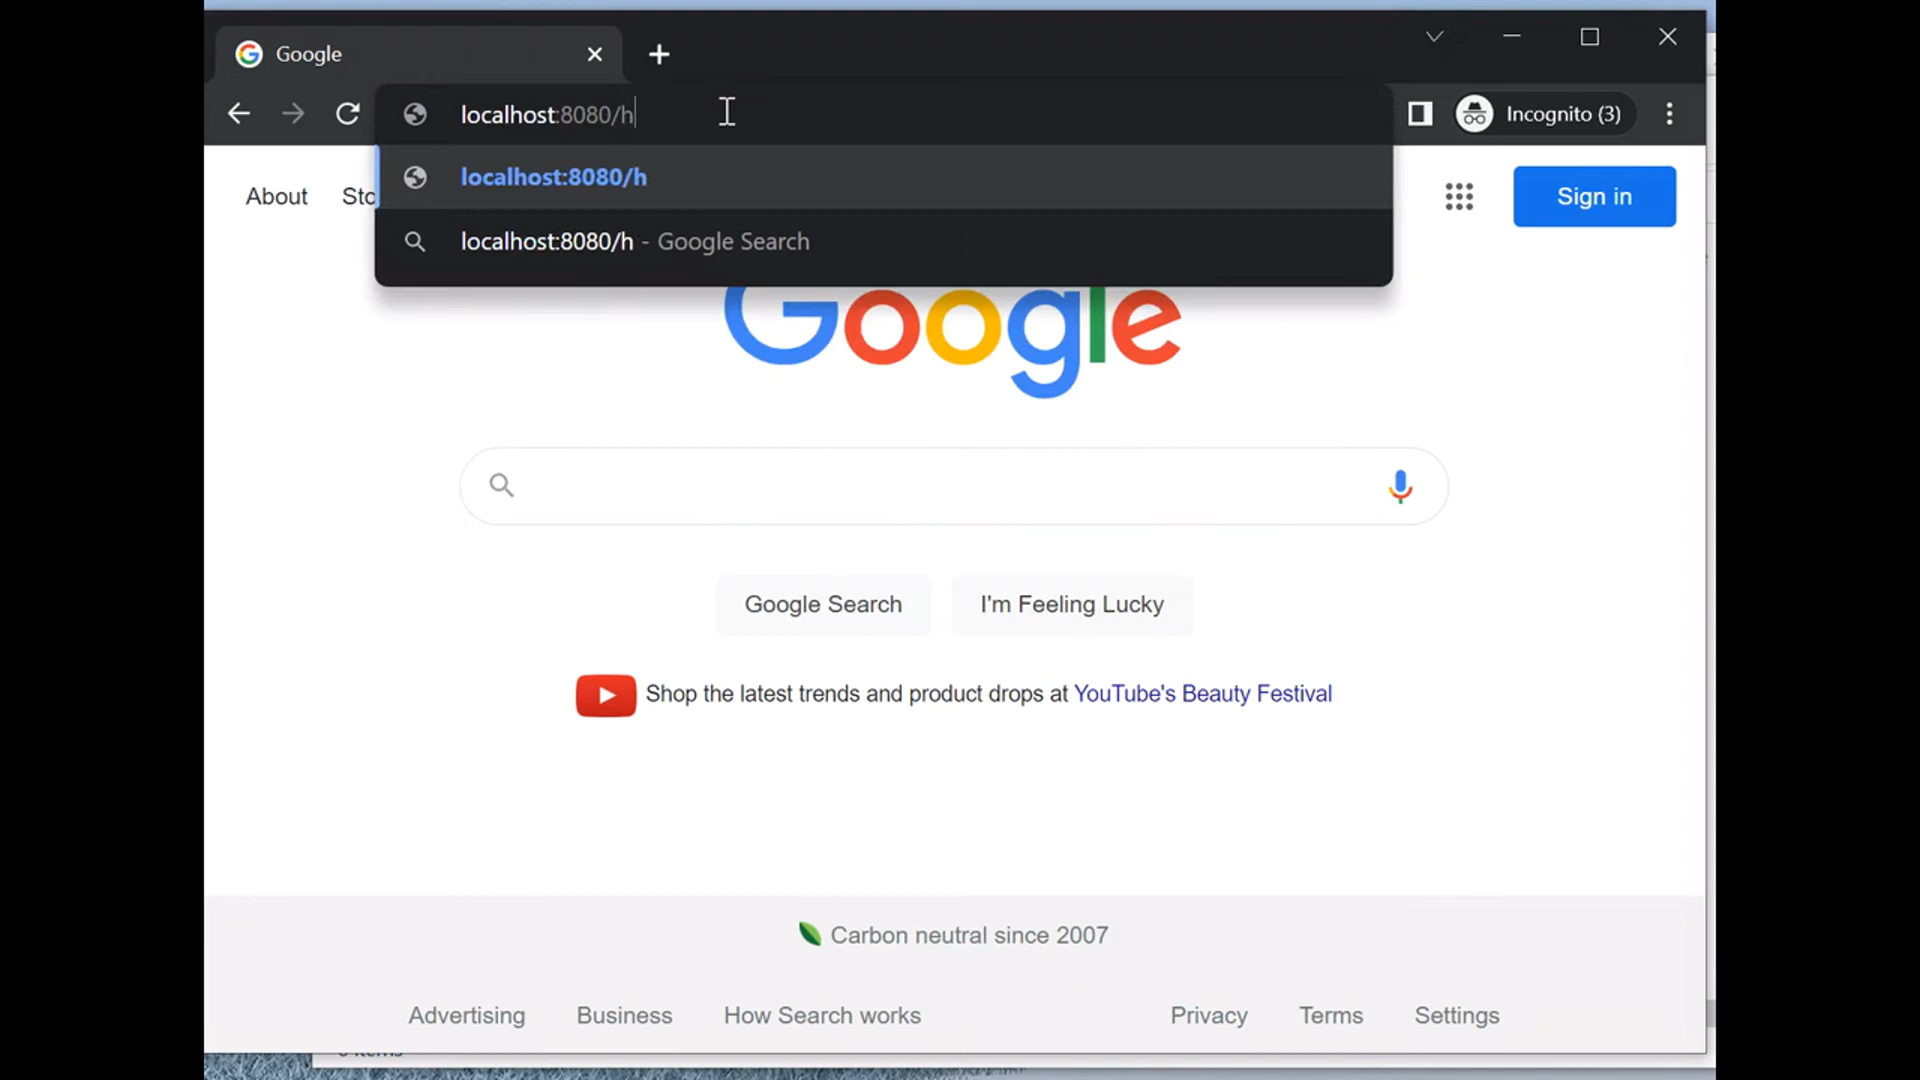 Google
localhost:8080/h
Incognito (3)
localhost:8080/h
localhost:8080/h - Google Search
About
Sto
Sign in
Google
Google Search
I'm Feeling Lucky
Shop the latest trends and product drops at YouTube's Beauty Festival
Carbon neutral since 2007
Advertising
Business
How Search works
Privacy
Terms
Settings